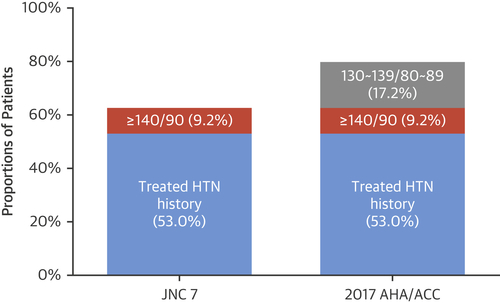 Proportions of Patients
100%
80%
60%
40%
20%
0%
≥140/90 (9.2%)
Treated HTN
history
(53.0%)
130~139/80~89
(17.2%)
≥140/90 (9.2%)
Treated HTN
history
(53.0%)
JNC 7
2017 AHA/ACC